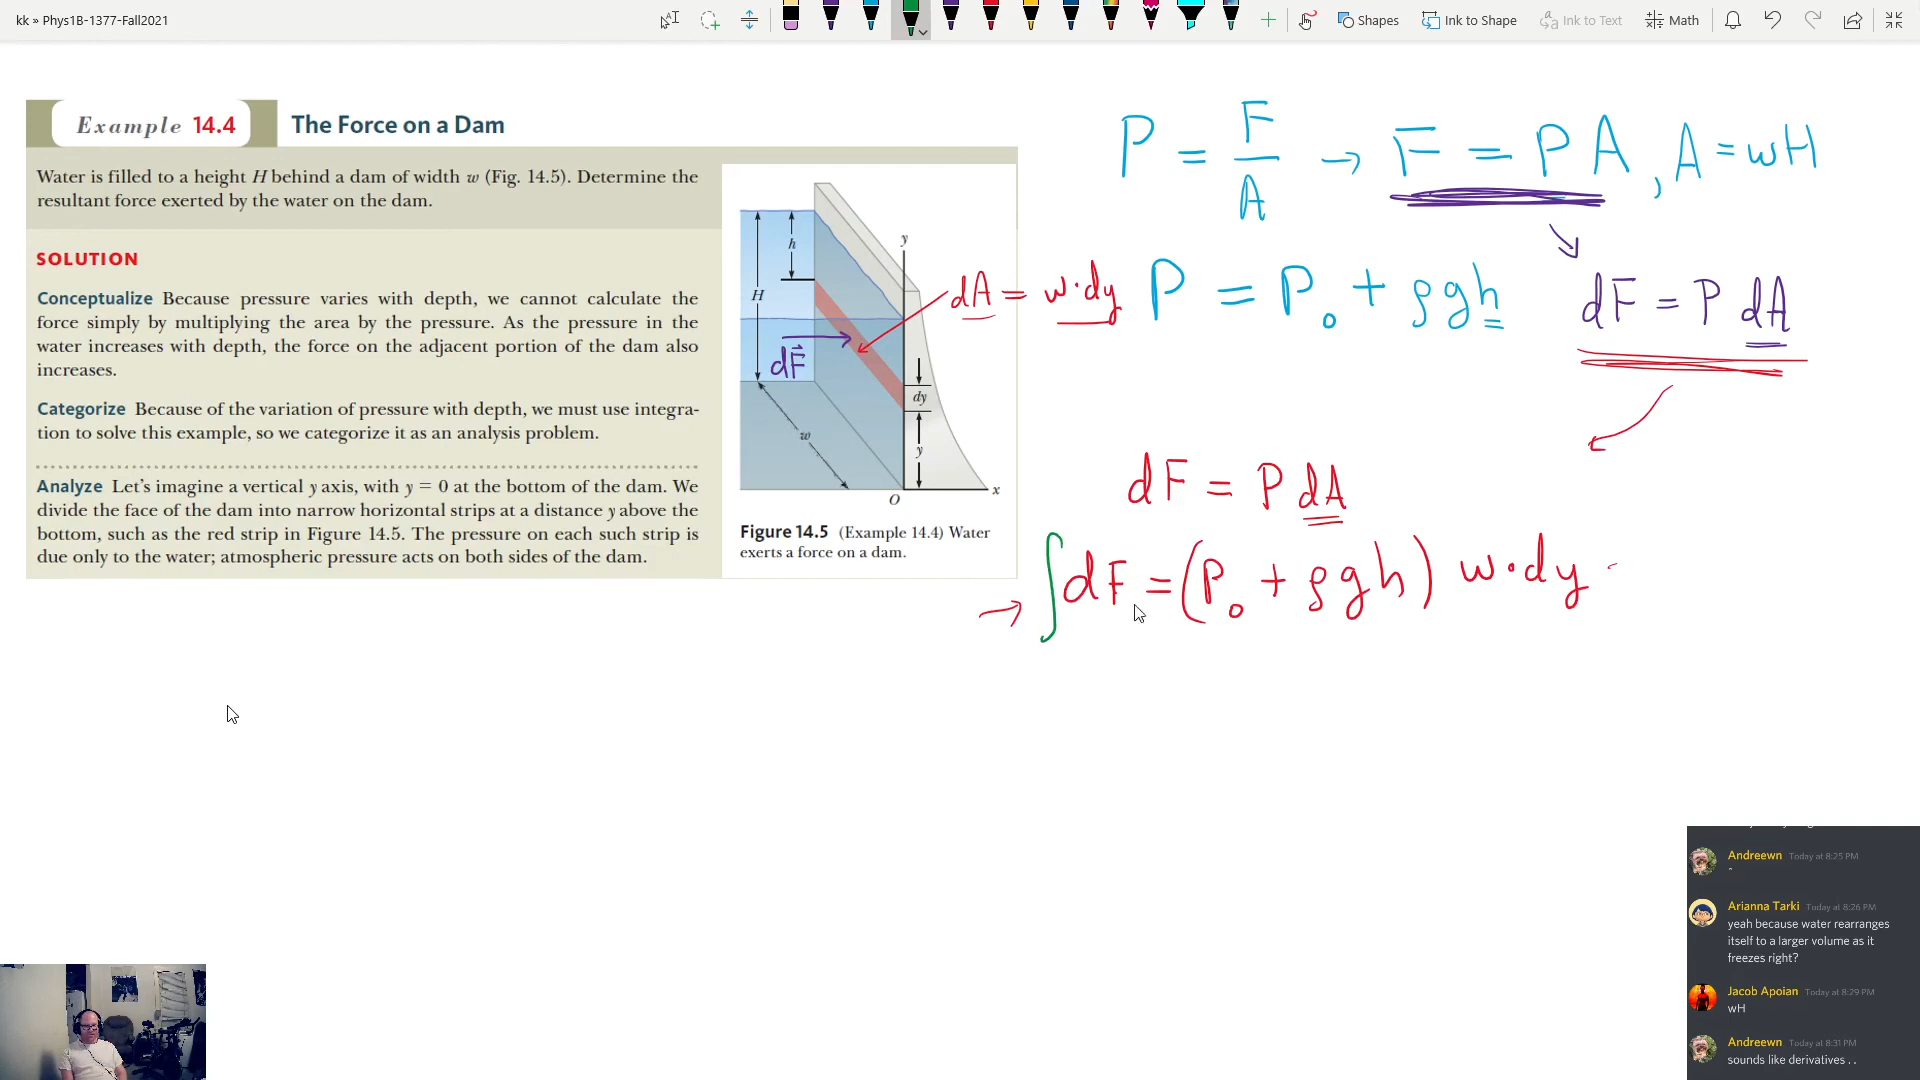 kk » Phys1B-1377-Fall2021
Shapes
Ink to Shape
Ink to Text
Math
Example 14.4
The Force on a Dam
Water is filled to a height H behind a dam of width w (Fig. 14.5). Determine the
resultant force exerted by the water on the dam.
SOLUTION
Conceptualize Because pressure varies with depth, we cannot calculate the
force simply by multiplying the area by the pressure. As the pressure in the
water increases with depth, the force on the adjacent portion of the dam also
increases.
Categorize Because of the variation of pressure with depth, we must use integra-
tion to solve this example, so we categorize it as an analysis problem.
Analyze Let’s imagine a vertical y axis, with y = 0 at the bottom of the dam. We
divide the face of the dam into narrow horizontal strips at a distance y above the
bottom, such as the red strip in Figure 14.5. The pressure on each such strip is
due only to the water; atmospheric pressure acts on both sides of the dam.
h
y
H
dF⃗
dy
w
y
O
x
Figure 14.5 (Example 14.4) Water
exerts a force on a dam.
P = F/A → F = PA, A = wH
dA = w·dy
P = P₀ + ρgh
dF = P dA
dF = P dA
→ ∫dF = (P₀ + ρgh) w·dy
Andreewn Today at 8:25 PM
Arianna Tarki Today at 8:26 PM
yeah because water rearranges
itself to a larger volume as it
freezes right?
Jacob Apoian Today at 8:29 PM
wH
Andreewn Today at 8:31 PM
sounds like derivatives . .